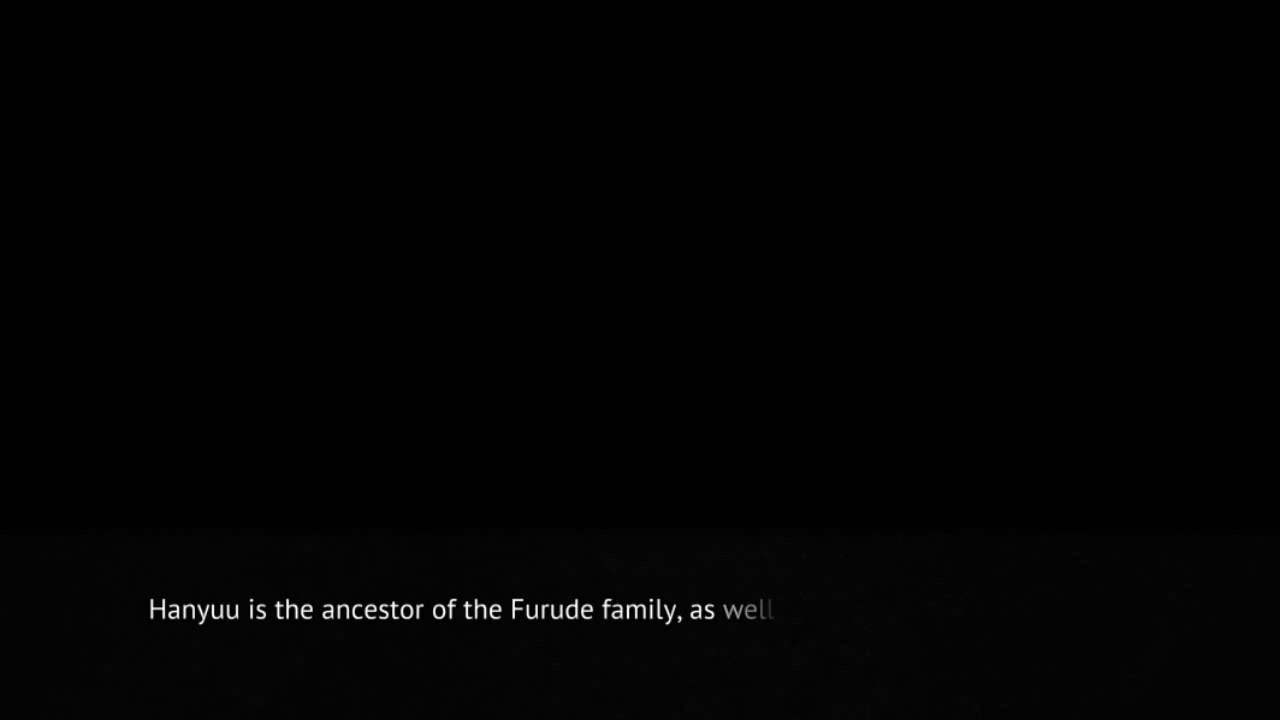 Hanyuu is the ancestor of the Furude family, as well